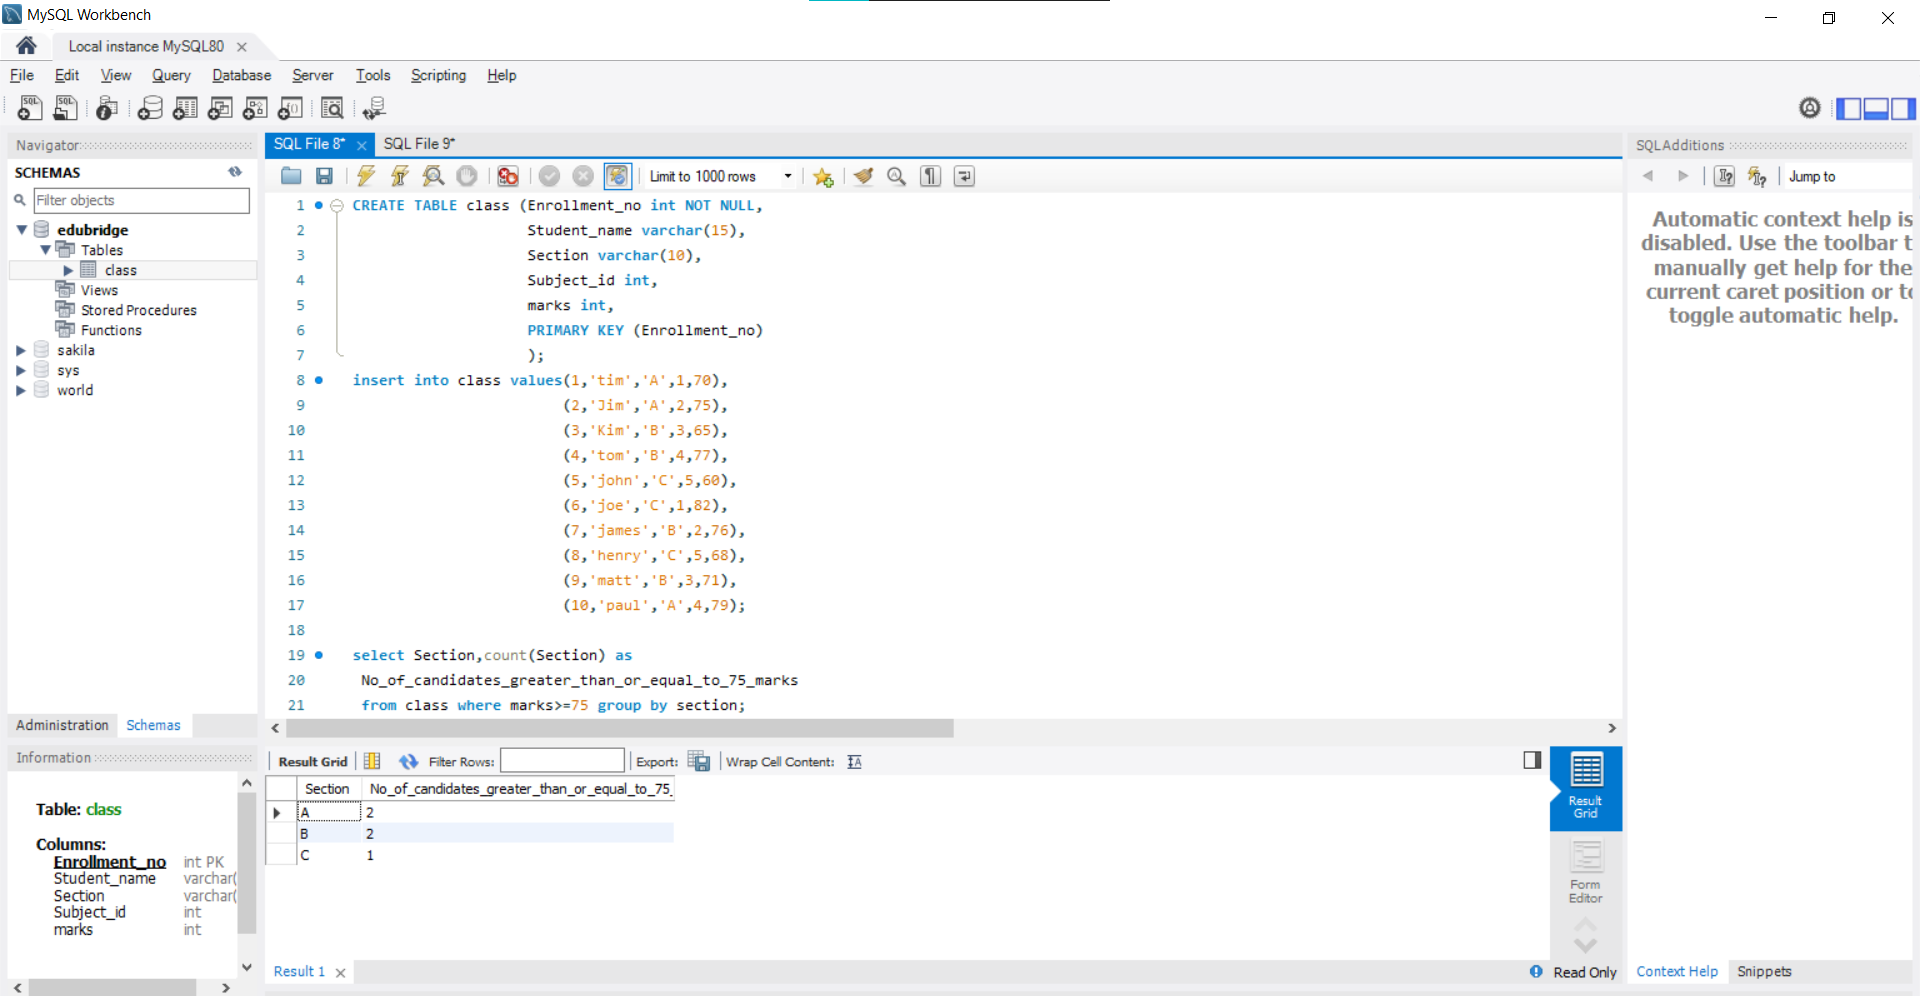 MySQL Workbench
Local instance MySQL80
File Edit View Query Database Server Tools Scripting Help
Navigator
SCHEMAS
Filter objects
edubridge
Tables
class
Views
Stored Procedures
Functions
sakila
sys
world
Administration Schemas
Information
Table: class
Columns:
Enrollment_no int PK
Student_name varchar(
Section varchar(
Subject_id int
marks int
SQL File 8* SQL File 9*
Limit to 1000 rows
1 CREATE TABLE class (Enrollment_no int NOT NULL,
2 Student_name varchar(15),
3 Section varchar(10),
4 Subject_id int,
5 marks int,
6 PRIMARY KEY (Enrollment_no)
7 );
8 insert into class values(1,'tim','A',1,70),
9 (2,'Jim','A',2,75),
10 (3,'Kim','B',3,65),
11 (4,'tom','B',4,77),
12 (5,'john','C',5,60),
13 (6,'joe','C',1,82),
14 (7,'james','B',2,76),
15 (8,'henry','C',5,68),
16 (9,'matt','B',3,71),
17 (10,'paul','A',4,79);
18
19 select Section,count(Section) as
20 No_of_candidates_greater_than_or_equal_to_75_marks
21 from class where marks>=75 group by section;
Result Grid Filter Rows: Export: Wrap Cell Content:
Section No_of_candidates_greater_than_or_equal_to_75_
A 2
B 2
C 1
Result 1
Result
Grid
Form
Editor
Read Only
SQLAdditions
Jump to
Automatic context help is
disabled. Use the toolbar t
manually get help for the
current caret position or to
toggle automatic help.
Context Help Snippets